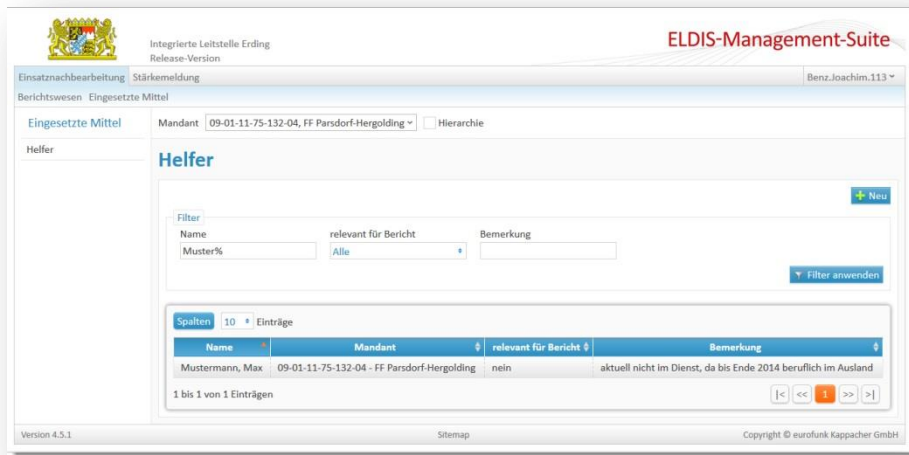 ELDIS-Management-Suite
Integrierte Leitstelle Erding
Release-Version
Einsatznachbearbeitung Stärkemeldung Benz.Joachim.113
Berichtswesen Eingesetzte Mittel
Eingesetzte Mittel
Helfer
Mandant 09-01-11-75-132-04, FF Parsdorf-Hergolding Hierarchie
Helfer
Neu
Filter
Name relevant für Bericht Bemerkung
Muster% Alle
Filter anwenden
Spalten 10 Einträge
Name Mandant relevant für Bericht Bemerkung
Mustermann, Max 09-01-11-75-132-04 - FF Parsdorf-Hergolding nein aktuell nicht im Dienst, da bis Ende 2014 beruflich im Ausland
1 bis 1 von 1 Einträgen |< << 1 >> >|
Version 4.5.1 Sitemap Copyright © eurofunk Kappacher GmbH